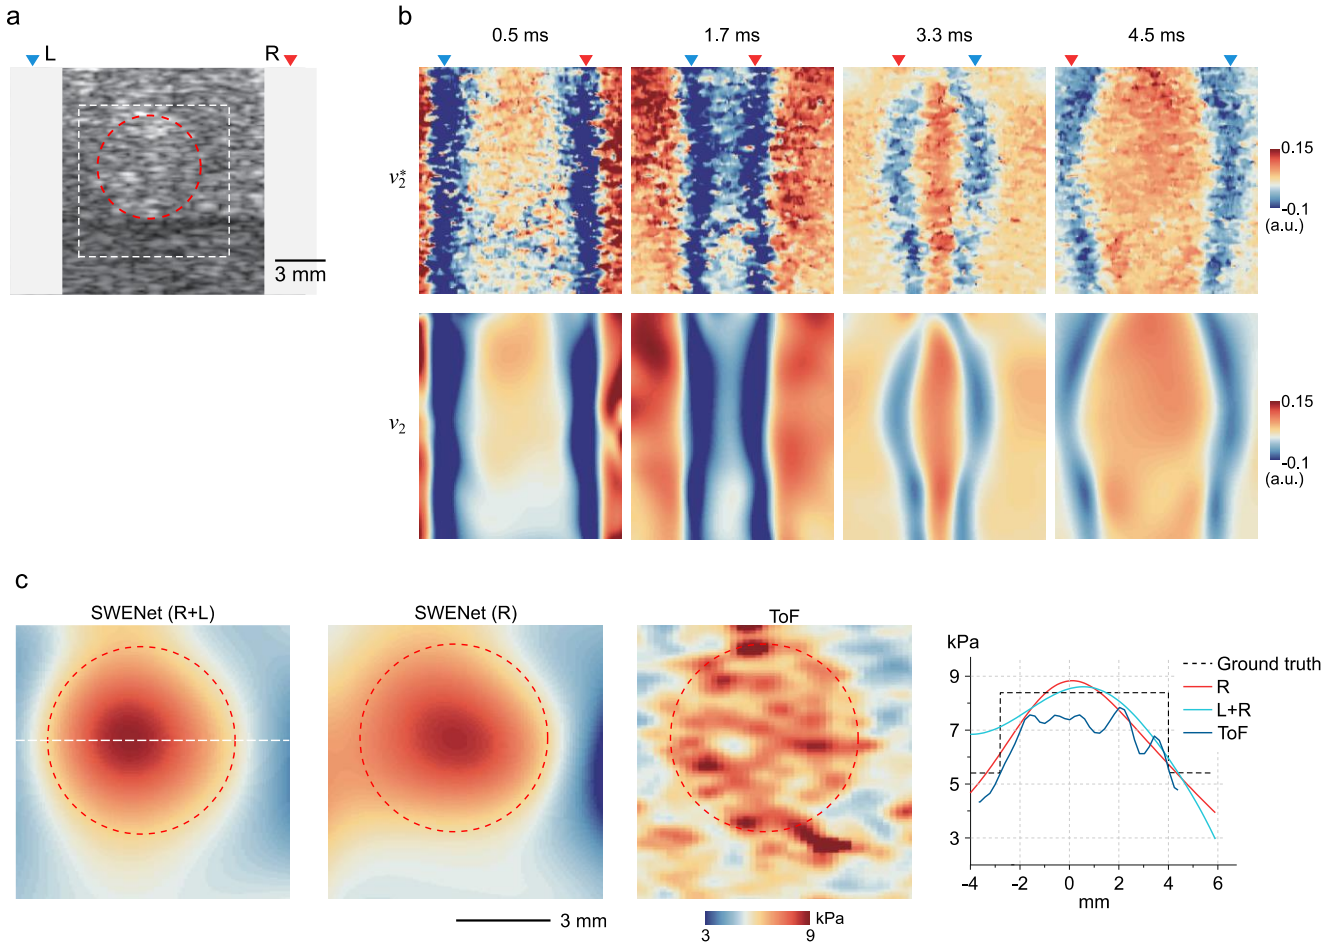 a
L
R
3 mm
b
0.5 ms
1.7 ms
3.3 ms
4.5 ms
v₂*
0.15
-0.1
(a.u.)
v₂
0.15
-0.1
(a.u.)
c
SWENet (R+L)
SWENet (R)
ToF
3 mm
kPa
3
9
kPa
9
7
5
3
-4
-2
0
2
4
6
mm
Ground truth
R
L+R
ToF